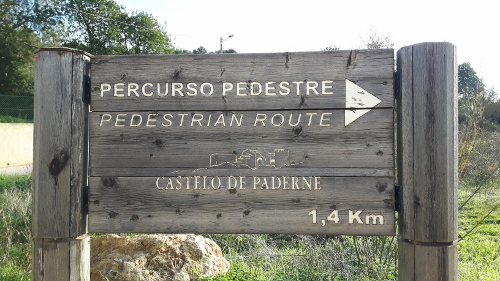 PERCURSO PEDESTRE
PEDESTRIAN ROUTE
CASTELO DE PADERNE
1,4 Km